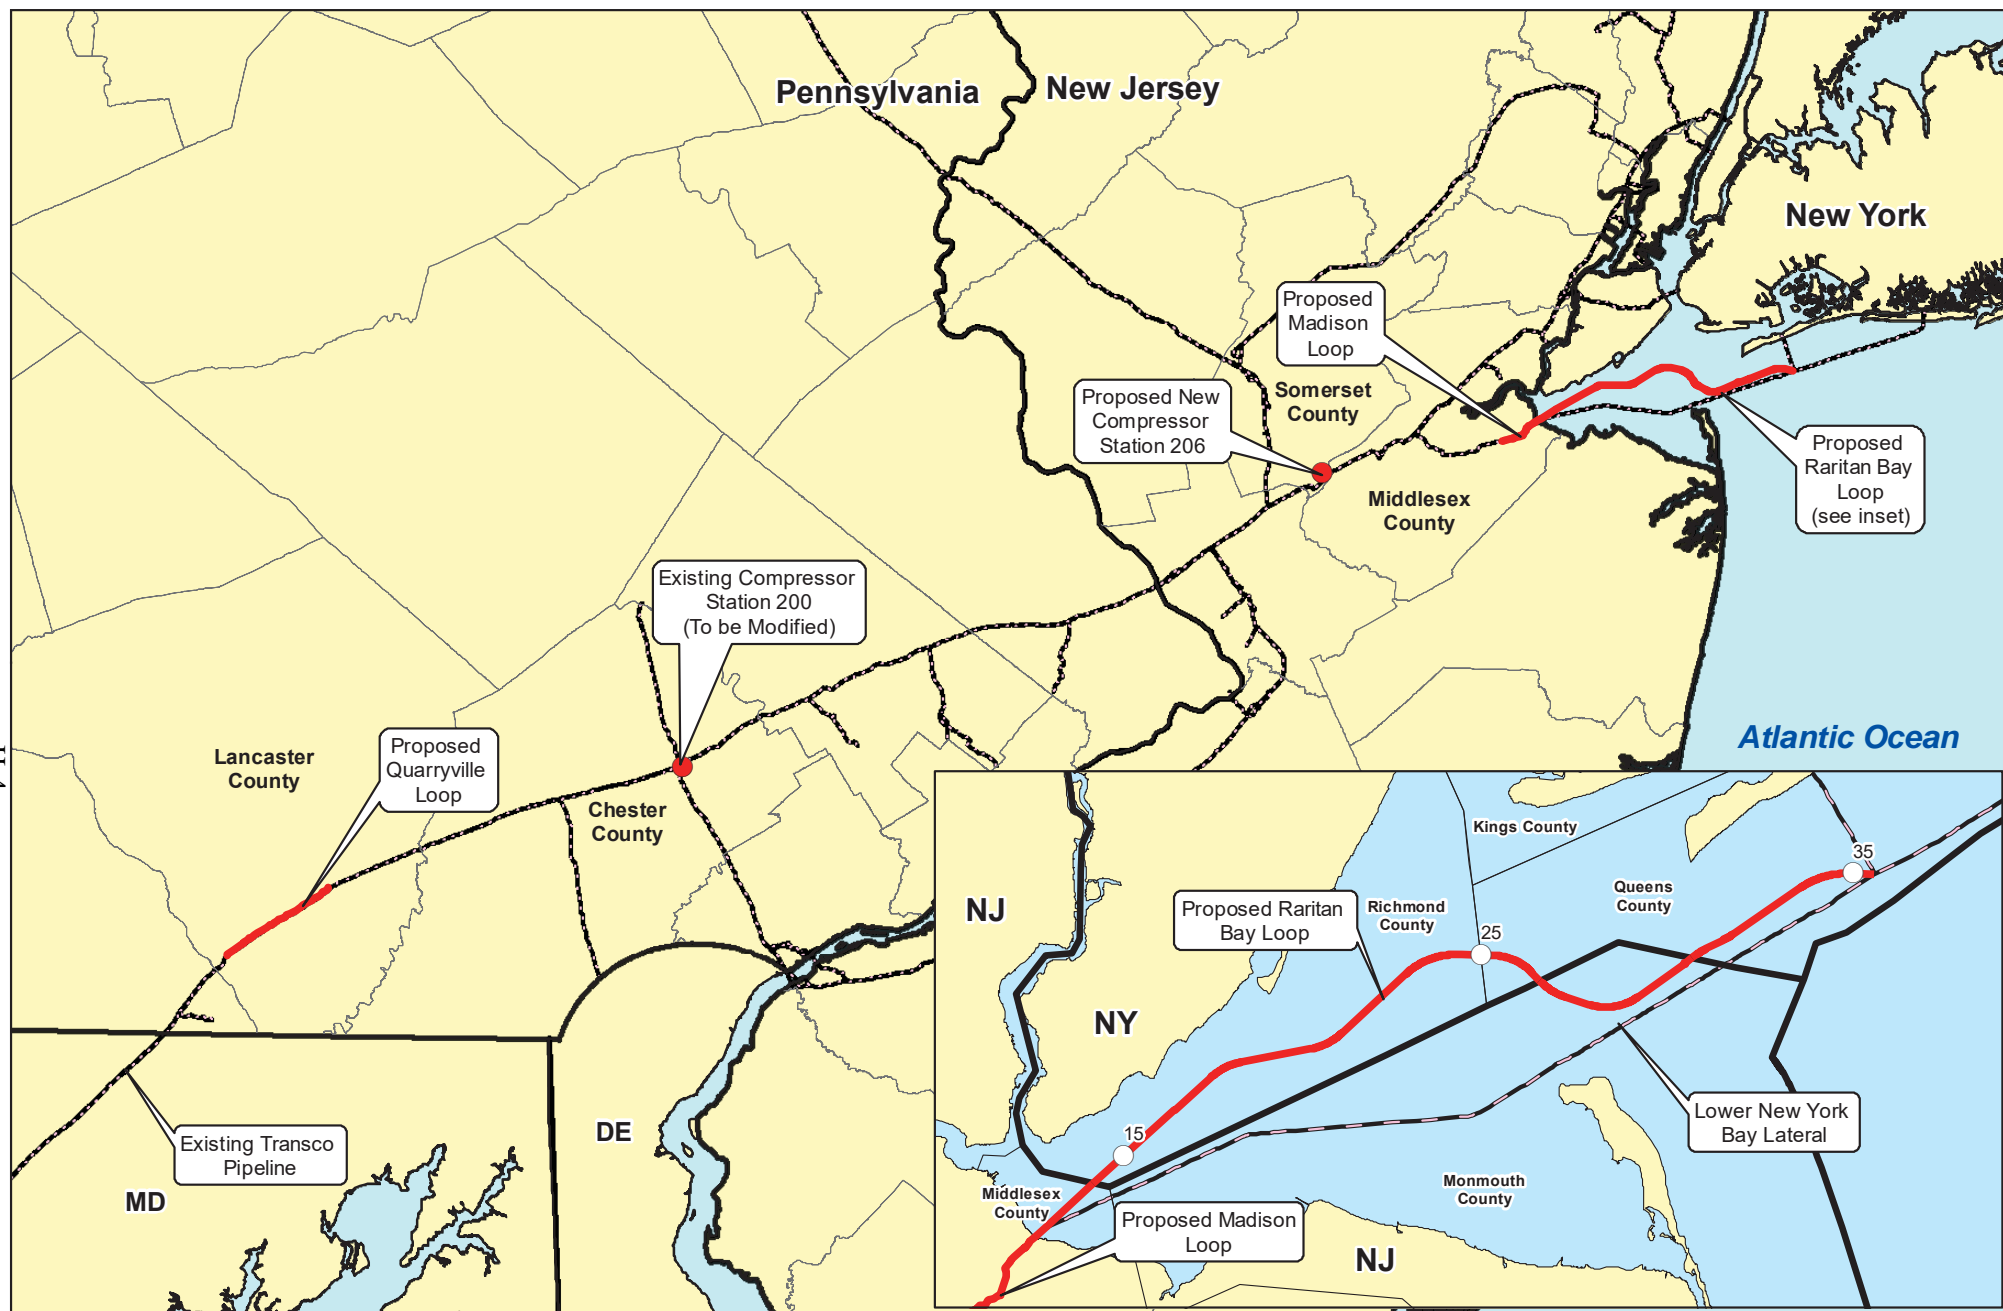 Pennsylvania
New Jersey
New York
Proposed
Madison
Loop
Proposed New
Compressor
Station 206
Somerset
County
Middlesex
County
Proposed
Raritan Bay
Loop
(see inset)
Existing Compressor
Station 200
(To be Modified)
Lancaster
County
Proposed
Quarryville
Loop
Chester
County
Atlantic Ocean
Existing Transco
Pipeline
MD
DE
Kings County
35
NJ
Proposed Raritan
Bay Loop
Richmond
County
Queens
County
25
NY
15
Lower New York
Bay Lateral
Middlesex
County
Monmouth
County
Proposed Madison
Loop
NJ